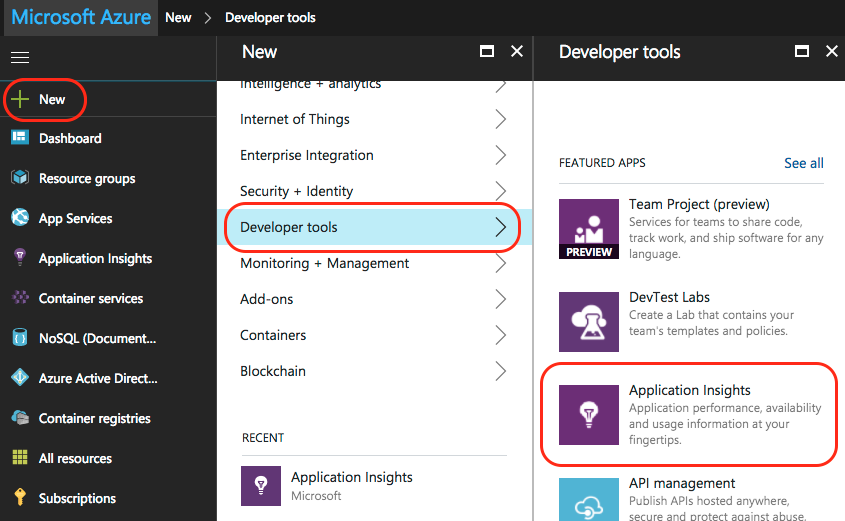 Microsoft Azure New > Developer tools
New
Dashboard
Resource groups
App Services
Application Insights
Container services
NoSQL (Document...
Azure Active Direct...
Container registries
All resources
Subscriptions
New
Intelligence + analytics
Internet of Things
Enterprise Integration
Security + Identity
Developer tools
Monitoring + Management
Add-ons
Containers
Blockchain
RECENT
Application Insights
Microsoft
Developer tools
FEATURED APPS See all
Team Project (preview)
Services for teams to share code,
track work, and ship software for any
language.
PREVIEW
DevTest Labs
Create a Lab that contains your
team's templates and policies.
Application Insights
Application performance, availability
and usage information at your
fingertips.
API management
Publish APIs hosted anywhere,
secure and protect against abuse,